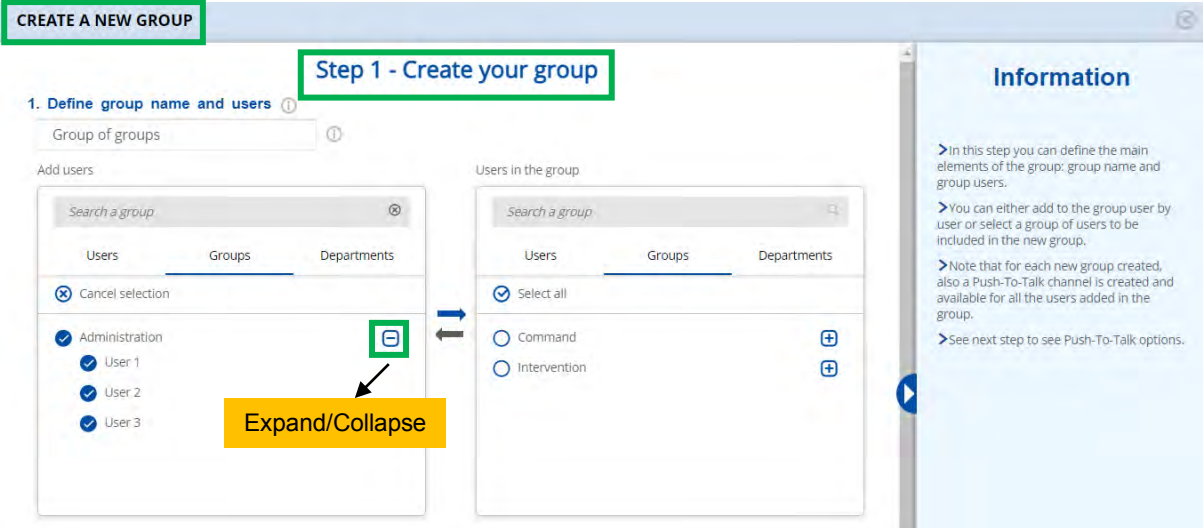 CREATE A NEW GROUP
Step 1 - Create your group
1. Define group name and users
Group of groups
Add users
Search a group
Users Groups Departments
Cancel selection
Administration
User 1
User 2
User 3
Expand/Collapse
Users in the group
Search a group
Users Groups Departments
Select all
Command
Intervention
Information
In this step you can define the main
elements of the group: group name and
group users.
You can either add to the group user by
user or select a group of users to be
included in the new group.
Note that for each new group created,
also a Push-To-Talk channel is created and
available for all the users added in the
group.
See next step to see Push-To-Talk options.